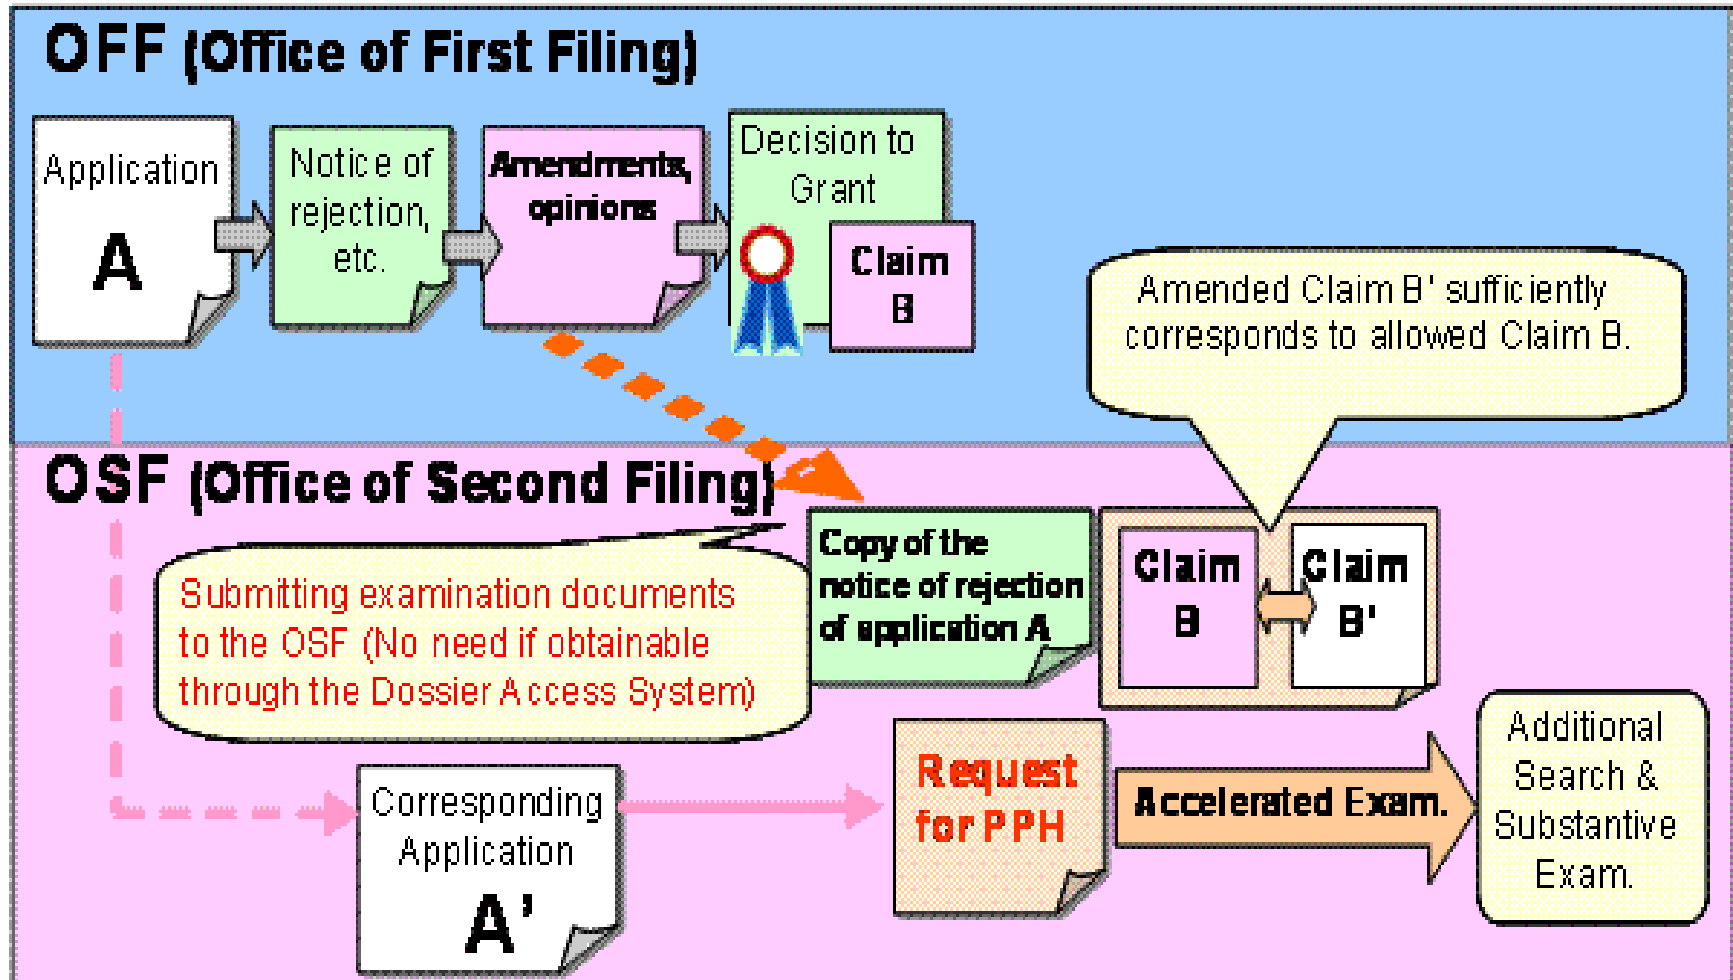 OFF (Office of First Filing)
Application
A
Notice of
rejection,
etc.
Amendments,
opinions
Decision to
Grant
Claim
B
Amended Claim B' sufficiently
corresponds to allowed Claim B.
OSF (Office of Second Filing)
Submitting examination documents
to the OSF (No need if obtainable
through the Dossier Access System)
Copy of the
notice of rejection
of application A
Claim
B
Claim
B'
Corresponding
Application
A’
Request
for PPH
Accelerated Exam.
Additional
Search &
Substantive
Exam.